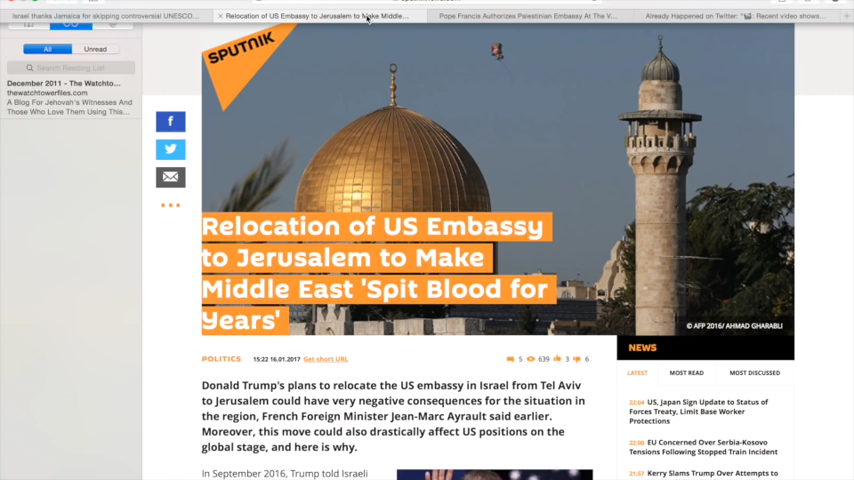 Israel thanks Jamaica for skipping controversial UNESCO...
Relocation of US Embassy to Jerusalem to Make Middle...
Pope Francis Authorizes Palestinian Embassy At The V...
Already Happened on Twitter: "📹: Recent video shows...
All
Unread
Search Reading List
December 2011 - The Watchto...
thewatchtowerfiles.com
A Blog For Jehovah's Witnesses And
Those Who Love Them Using This...
SPUTNIK
Relocation of US Embassy
to Jerusalem to Make
Middle East 'Spit Blood for
Years'
© AFP 2016/ AHMAD GHARABLI
POLITICS
15:22 16.01.2017
Get short URL
5
639
3
6
Donald Trump's plans to relocate the US embassy in Israel from Tel Aviv
to Jerusalem could have very negative consequences for the situation in
the region, French Foreign Minister Jean-Marc Ayrault said earlier.
Moreover, this move could also drastically affect US positions on the
global stage, and here is why.
In September 2016, Trump told Israeli
NEWS
LATEST
MOST READ
MOST DISCUSSED
22:04 US, Japan Sign Update to Status of
Forces Treaty, Limit Base Worker
Protections
22:00 EU Concerned Over Serbia-Kosovo
Tensions Following Stopped Train Incident
21:57 Kerry Slams Trump Over Attempts to